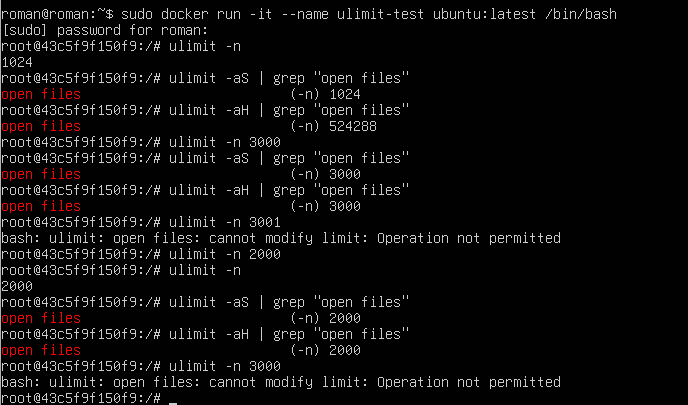 roman@roman:~$ sudo docker run -it --name ulimit-test ubuntu:latest /bin/bash
[sudo] password for roman:
root@43c5f9f150f9:/# ulimit -n
1024
root@43c5f9f150f9:/# ulimit -aS | grep "open files"
open files                          (-n) 1024
root@43c5f9f150f9:/# ulimit -aH | grep "open files"
open files                          (-n) 524288
root@43c5f9f150f9:/# ulimit -n 3000
root@43c5f9f150f9:/# ulimit -aS | grep "open files"
open files                          (-n) 3000
root@43c5f9f150f9:/# ulimit -aH | grep "open files"
open files                          (-n) 3000
root@43c5f9f150f9:/# ulimit -n 3001
bash: ulimit: open files: cannot modify limit: Operation not permitted
root@43c5f9f150f9:/# ulimit -n 2000
root@43c5f9f150f9:/# ulimit -n
2000
root@43c5f9f150f9:/# ulimit -aS | grep "open files"
open files                          (-n) 2000
root@43c5f9f150f9:/# ulimit -aH | grep "open files"
open files                          (-n) 2000
root@43c5f9f150f9:/# ulimit -n 3000
bash: ulimit: open files: cannot modify limit: Operation not permitted
root@43c5f9f150f9:/# _